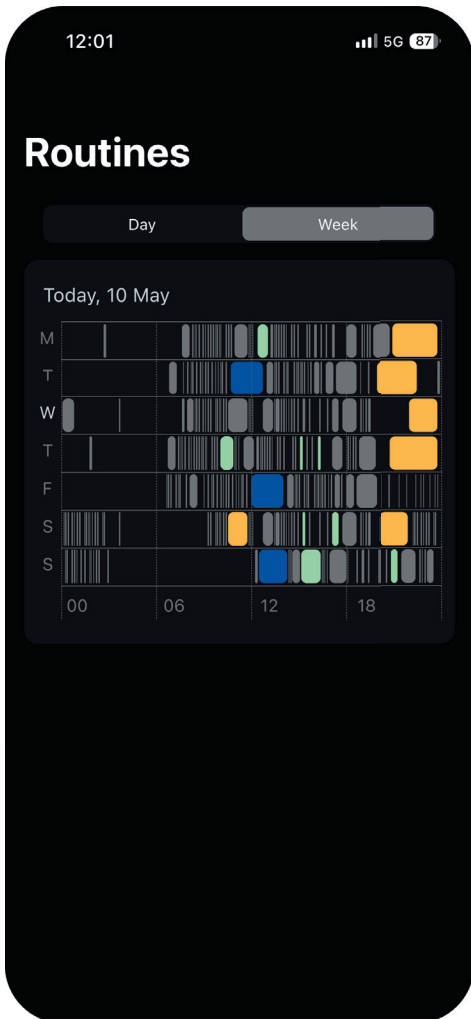 12:01 5G 87
Routines
Day Week
Today, 10 May
M
T
W
T
F
S
S
00 06 12 18